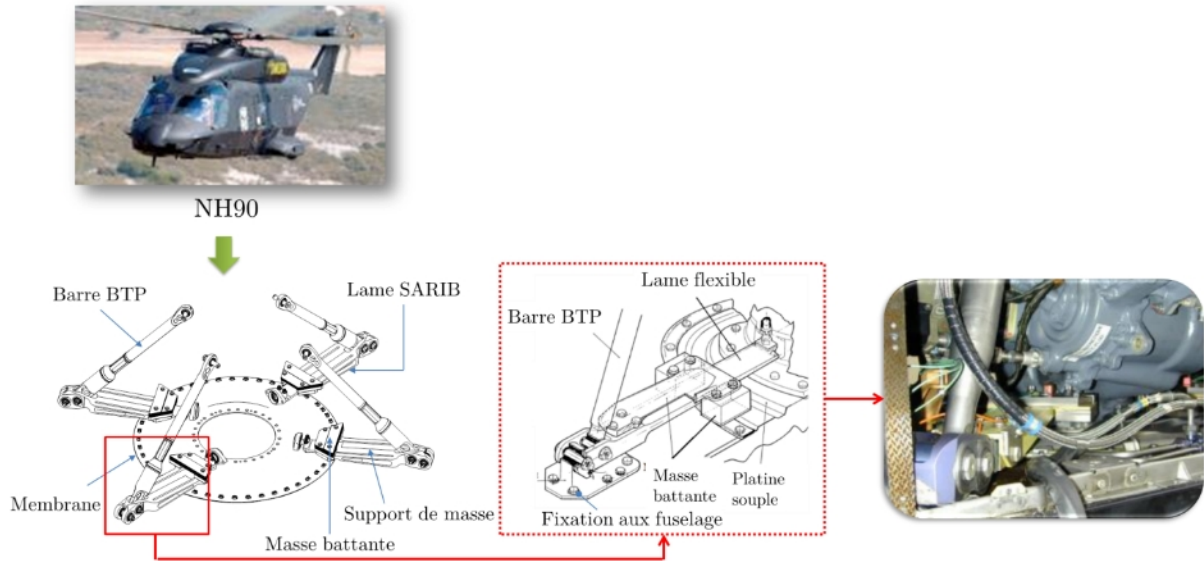 NH90
Barre BTP
Lame SARIB
Membrane
Support de masse
Masse battante
Lame flexible
Barre BTP
Masse
battante
Platine
souple
Fixation aux fuselage